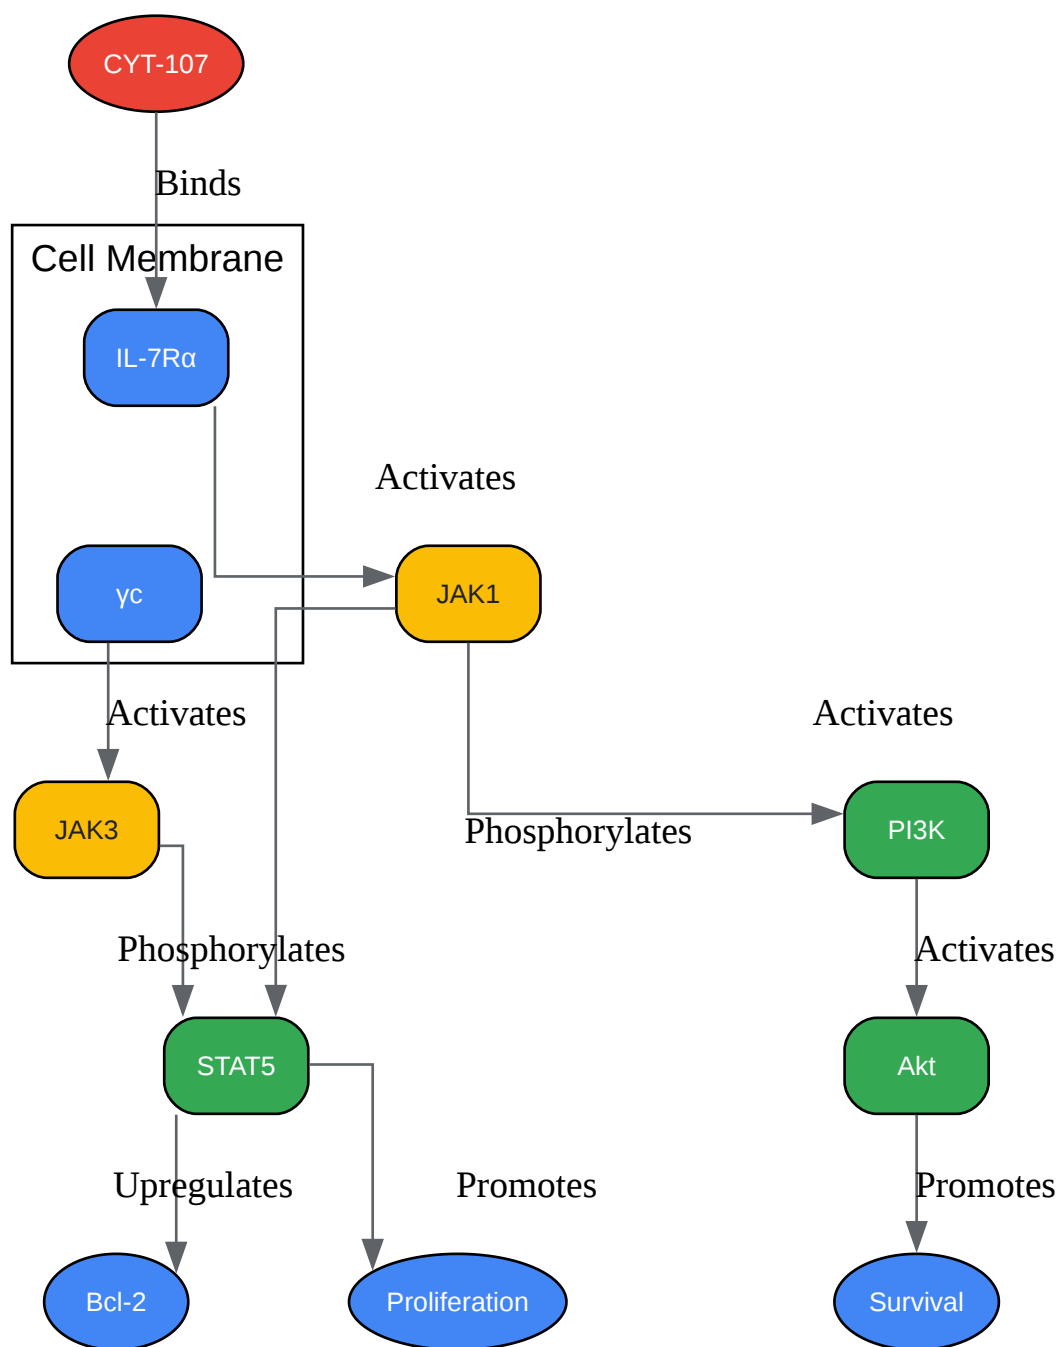 CYT-107
Binds
Cell Membrane
IL-7Rα
Activates
γc
JAK1
Activates
Activates
JAK3
Phosphorylates
PI3K
Phosphorylates
Activates
STAT5
Akt
Upregulates
Promotes
Promotes
Bcl-2
Proliferation
Survival